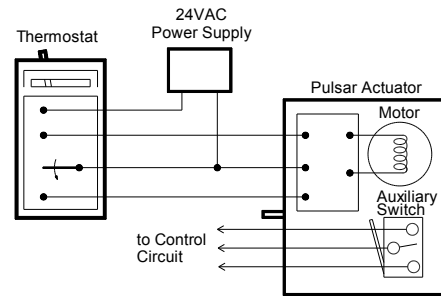 24VAC
Power Supply
Thermostat
Pulsar Actuator
Motor
Auxiliary
Switch
to Control
Circuit